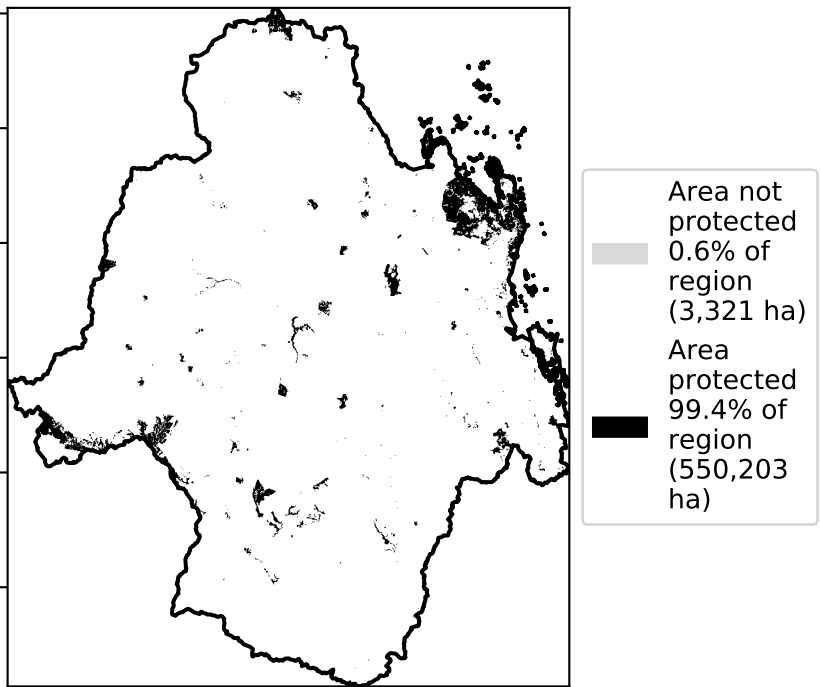 Area not
protected
0.6% of
region
(3,321 ha)
Area
protected
99.4% of
region
(550,203
ha)